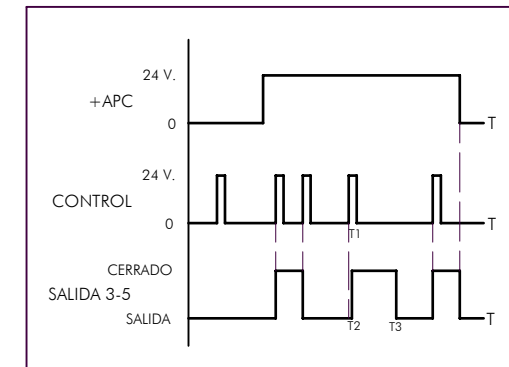 24 V.
+APC
0
T
24 V.
CONTROL
0
T
T1
CERRADO
SALIDA 3-5
SALIDA
T2
T3
T